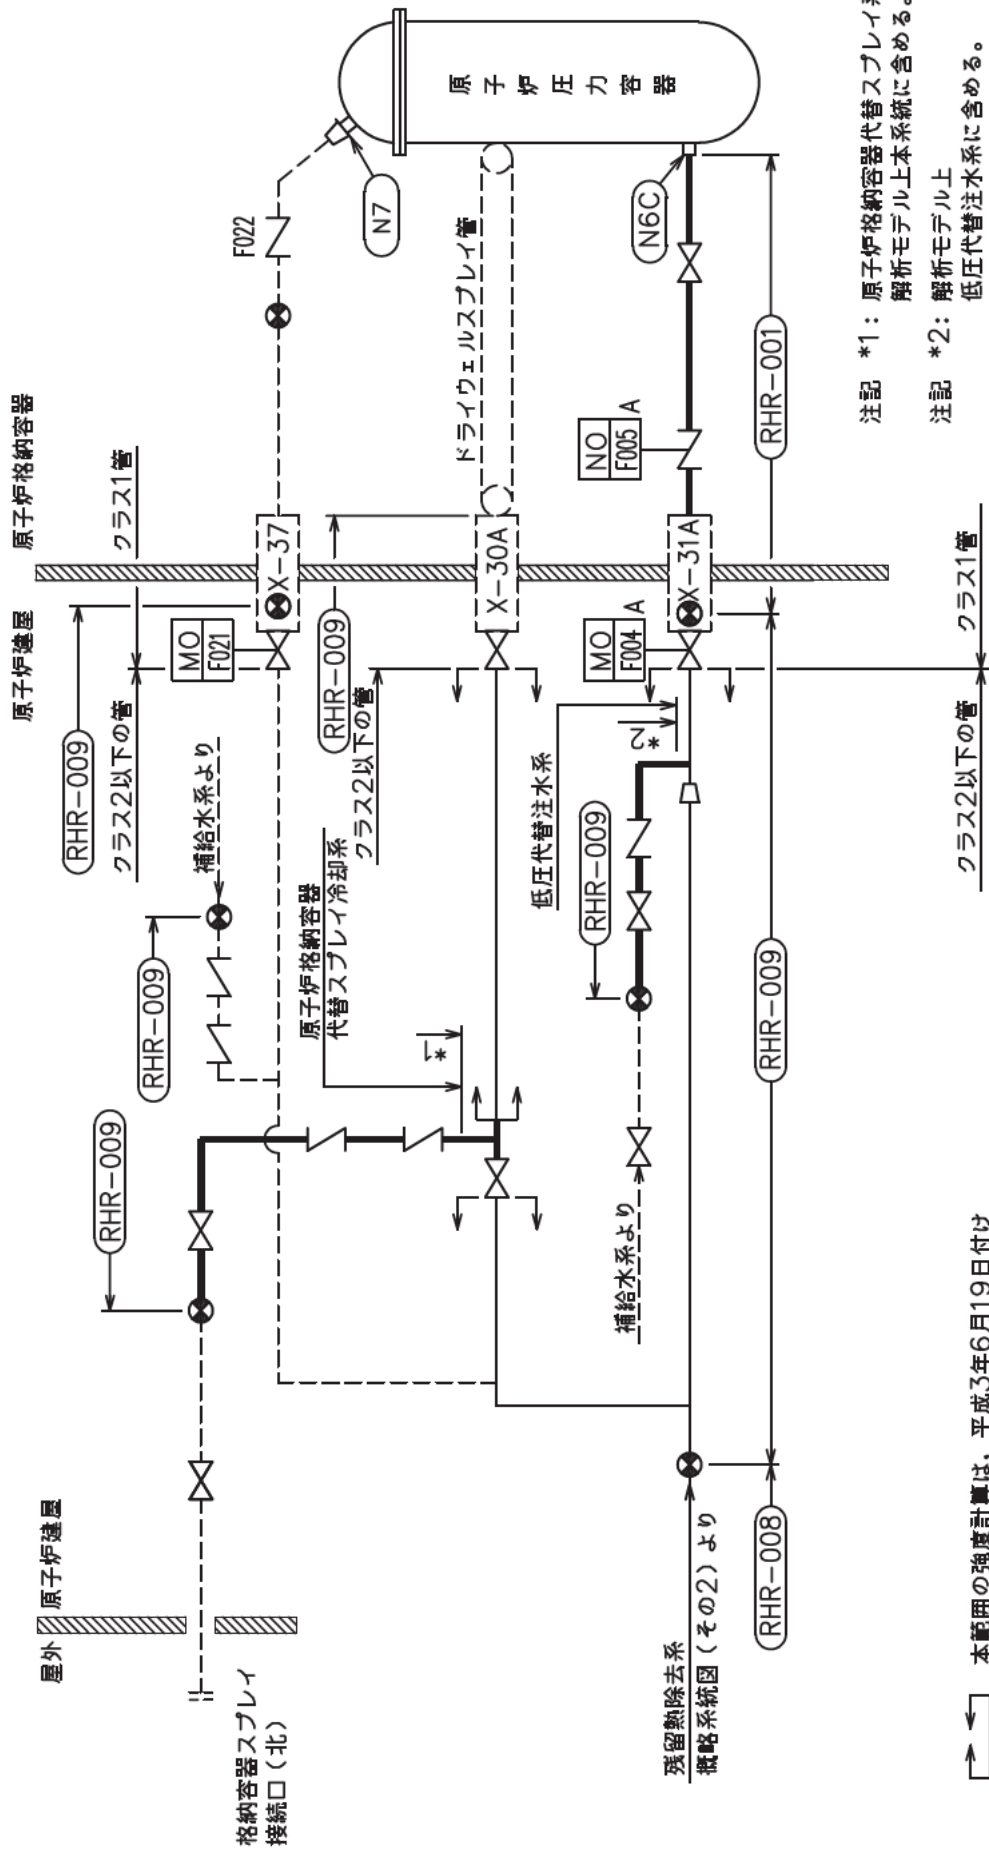 屋外
原子炉建屋
格納容器スプレイ
接続口(北)
RHR-009
RHR-009
補給水系より
RHR-009
クラス2以下の管
クラス1管
原子炉建屋
原子炉格納容器
MO
F021
X-37
F022
N7
原子炉圧力容器
原子炉格納容器
代替スプレイ冷却系
*1
クラス2以下の管
RHR-009
X-30A
ドライウェルスプレイ管
補給水系より
RHR-009
低圧代替注水系
*2
MO
F004
A
X-31A
NO
F005
A
N6C
残留熱除去系
概略系統図(その2)より
RHR-008
RHR-009
RHR-001
クラス2以下の管
クラス1管
注記 *1:原子炉格納容器代替スプレイ
解析モデル上本系統に含める。
注記 *2:解析モデル上
低圧代替注水系に含める。
本範囲の強度計算は、平成3年6月19日付け